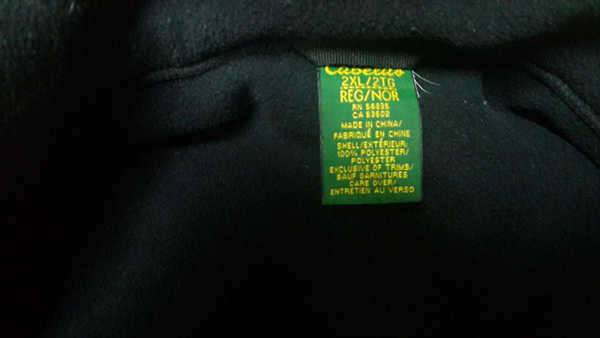 Cabela's
2XL/2TG
REG/NOR
RN 56835
CA 53502
MADE IN CHINA/
FABRIQUÉ EN CHINE
SHELL/EXTÉRIEUR:
100% POLYESTER/
POLYESTER
EXCLUSIVE OF TRIMS/
SAUF GARNITURES
CARE OVER/
ENTRETIEN AU VERSO